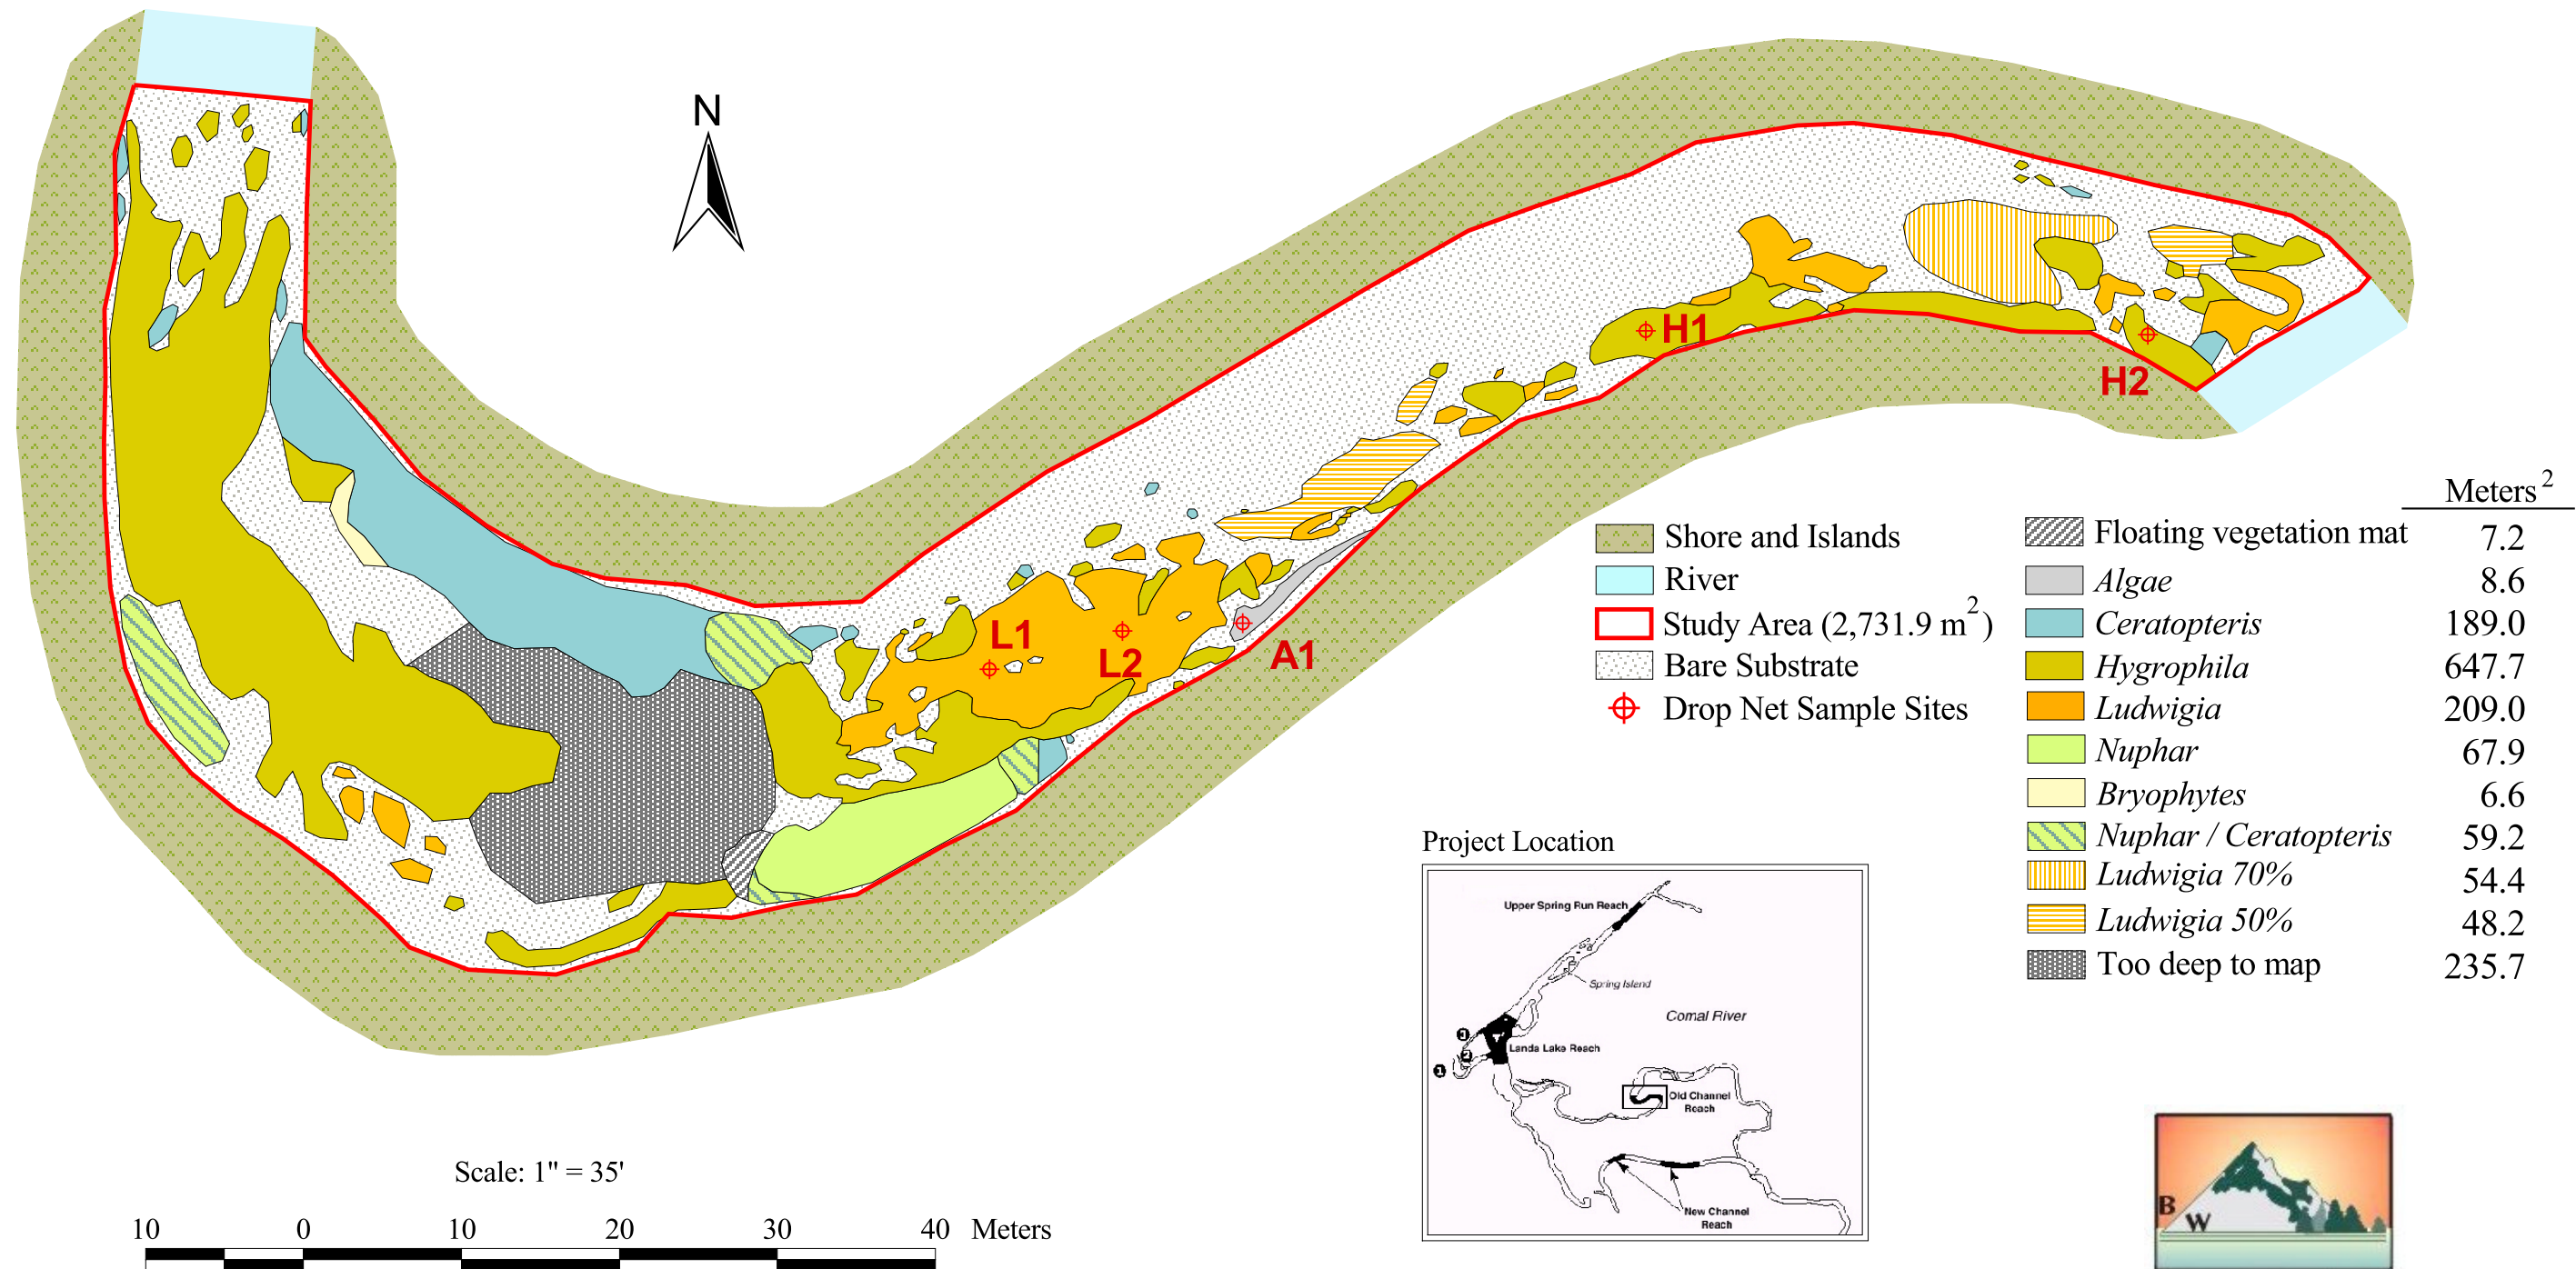 N
H1
H2
L1
L2
A1
Meters 2
Shore and Islands
River
Study Area (2,731.9 m 2)
Bare Substrate
Drop Net Sample Sites
Floating vegetation mat 7.2
Algae 8.6
Ceratopteris 189.0
Hygrophila 647.7
Ludwigia 209.0
Nuphar 67.9
Bryophytes 6.6
Nuphar / Ceratopteris 59.2
Ludwigia 70% 54.4
Ludwigia 50% 48.2
Too deep to map 235.7
Project Location
Upper Spring Run Reach
Spring Island
Comal River
3
2
1
Landa Lake Reach
Old Channel
Reach
New Channel
Reach
Scale: 1" = 35'
10 0 10 20 30 40 Meters
B
W